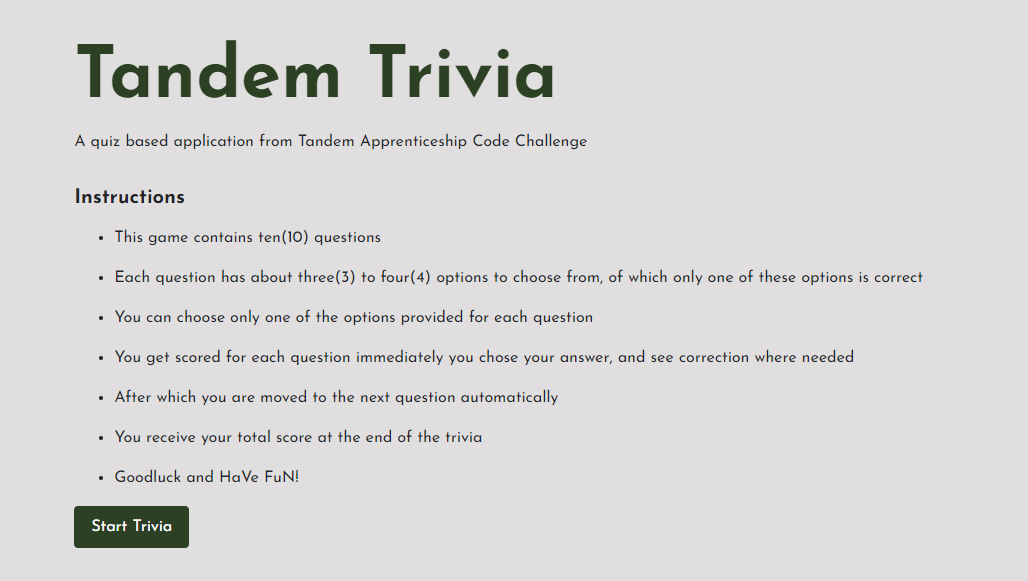 Tandem Trivia
A quiz based application from Tandem Apprenticeship Code Challenge
Instructions
• This game contains ten(10) questions
• Each question has about three(3) to four(4) options to choose from, of which only one of these options is correct
• You can choose only one of the options provided for each question
• You get scored for each question immediately you chose your answer, and see correction where needed
• After which you are moved to the next question automatically
• You receive your total score at the end of the trivia
• Goodluck and HaVe FuN!
Start Trivia